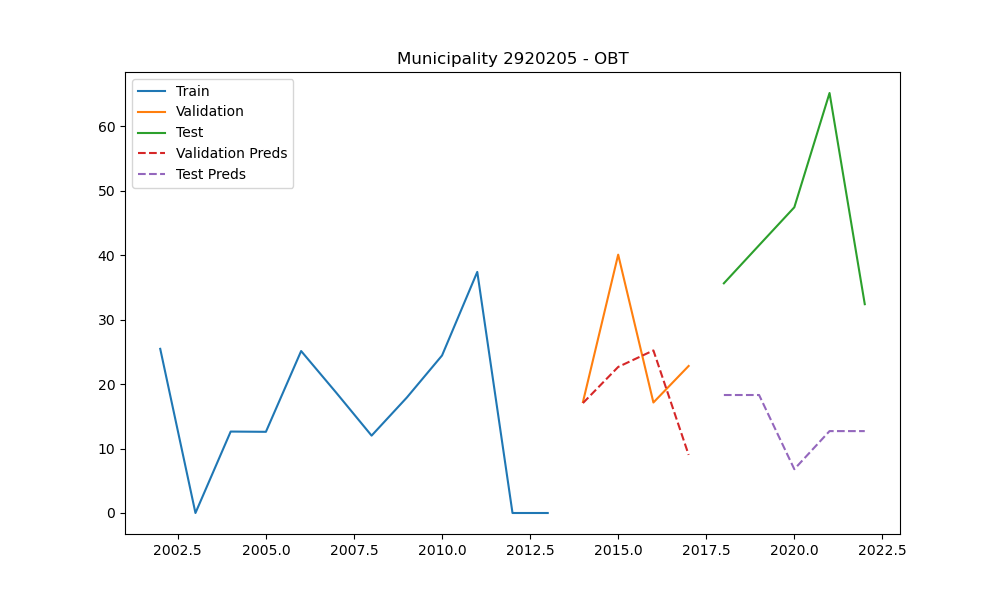 Municipality 2920205 - OBT
Train
Validation
Test
Validation Preds
Test Preds
60
50
40
30
20
10
0
2002.5 2005.0 2007.5 2010.0 2012.5 2015.0 2017.5 2020.0 2022.5